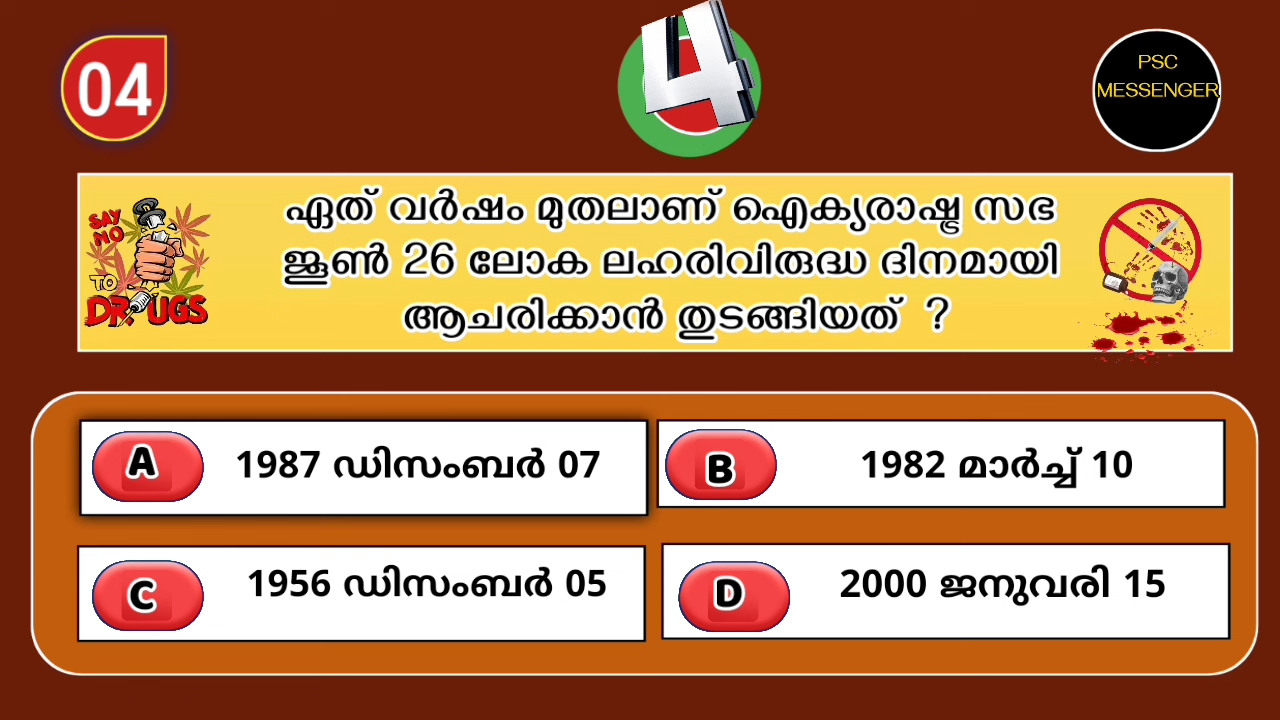 04
4
PSC
MESSENGER
SAY
NO
TO
DRUGS
ഏത് വർഷം മുതലാണ് ഐക്യരാഷ്ട്ര സഭ
ജൂൺ 26 ലോക ലഹരിവിരുദ്ധ ദിനമായി
ആചരിക്കാൻ തുടങ്ങിയത് ?
A 1987 ഡിസംബർ 07
B 1982 മാർച്ച് 10
C 1956 ഡിസംബർ 05
D 2000 ജനുവരി 15